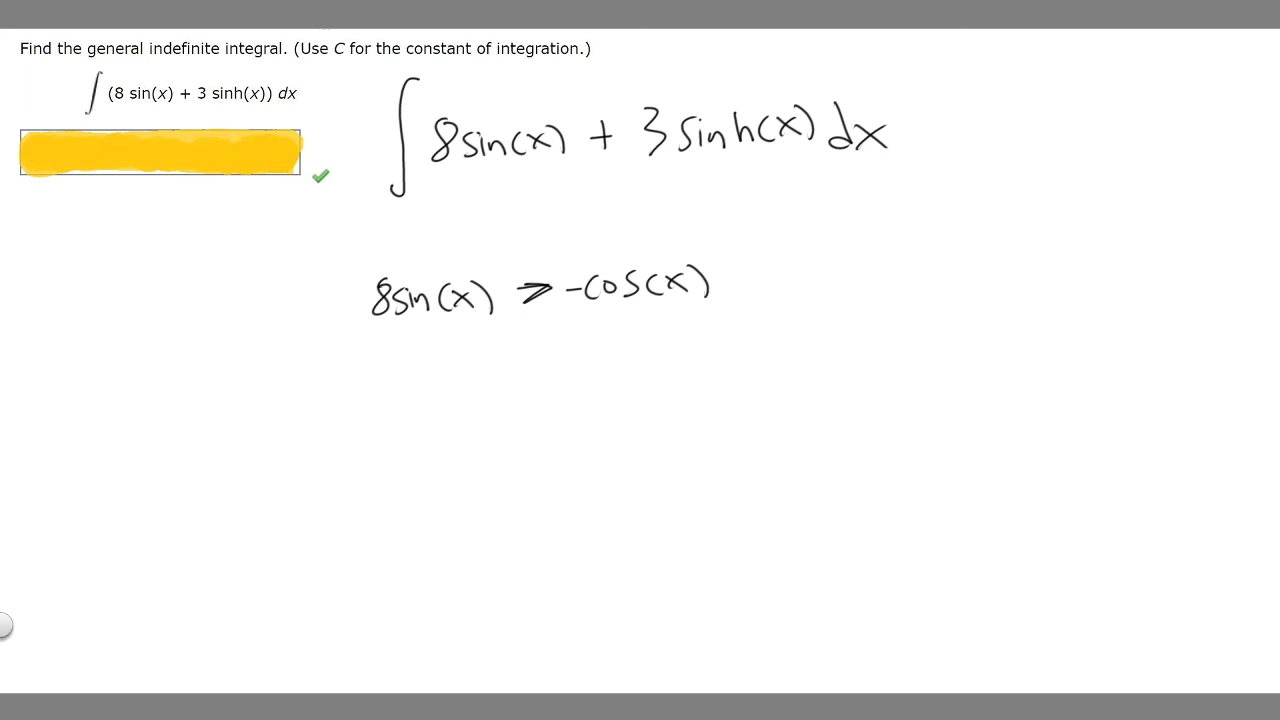 Find the general indefinite integral. (Use C for the constant of integration.)
∫ (8 sin(x) + 3 sinh(x)) dx
∫ 8sin(x) + 3 sinh(x) dx
8sin(x) → -cos(x)